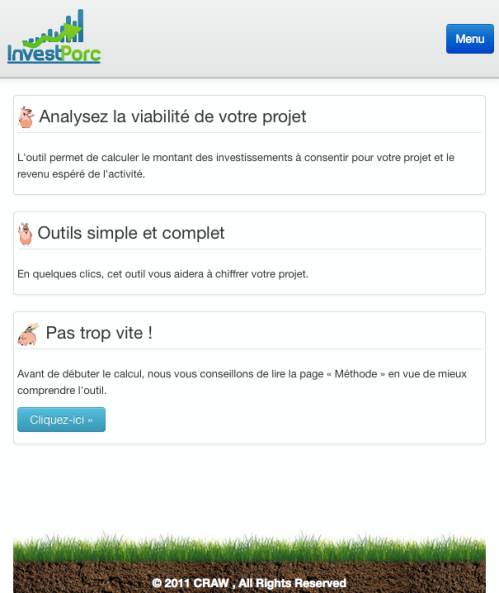 InvestPorc
Menu
Analysez la viabilité de votre projet
L'outil permet de calculer le montant des investissements à consentir pour votre projet et le
revenu espéré de l'activité.
Outils simple et complet
En quelques clics, cet outil vous aidera à chiffrer votre projet.
Pas trop vite !
Avant de débuter le calcul, nous vous conseillons de lire la page « Méthode » en vue de mieux
comprendre l'outil.
Cliquez-ici »
© 2011 CRAW , All Rights Reserved